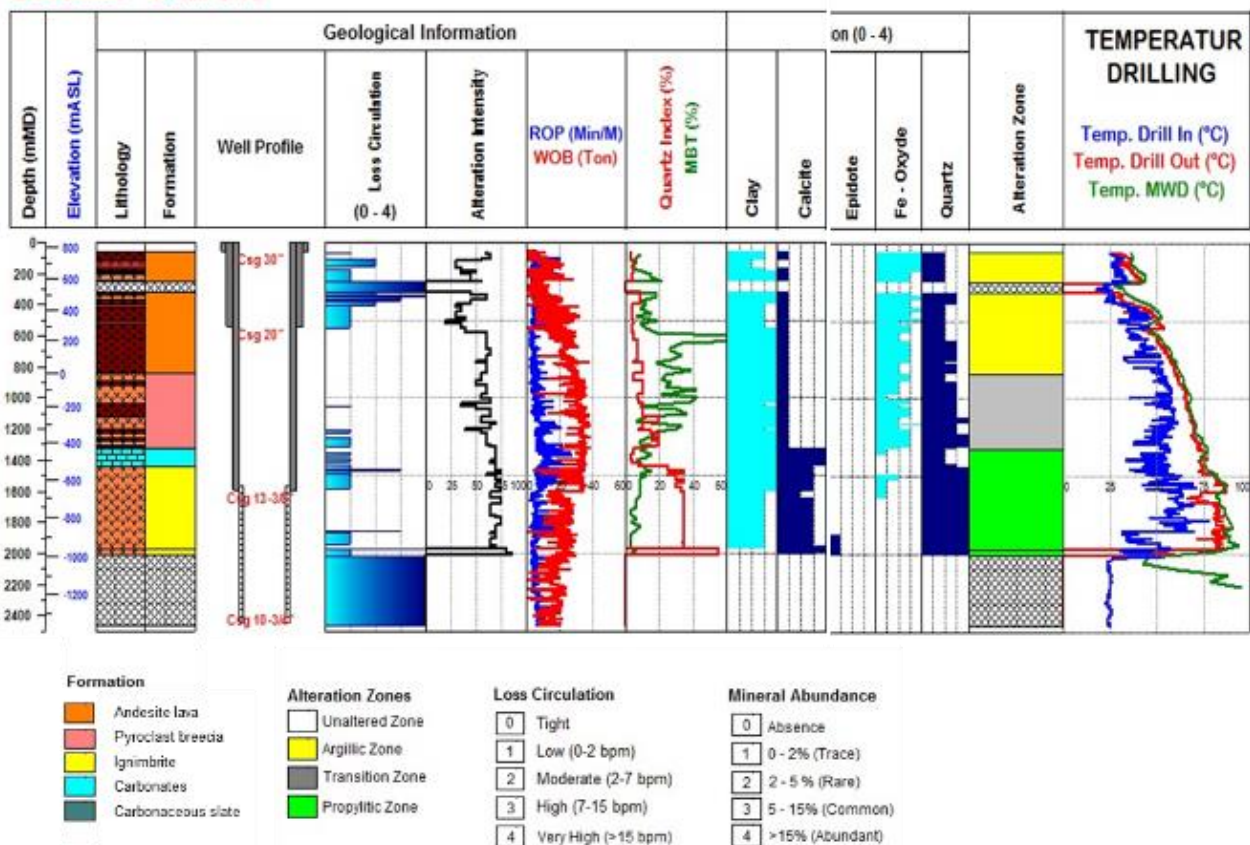 Geological Information
on (0 - 4)
Depth (mMD)
Elevation (mASL)
Lithology
Formation
Well Profile
Loss Circulation
(0 - 4)
Alteration Intensity
ROP (Min/M)
WOB (Ton)
Quartz Index (%)
MBT (%)
Clay
Calcite
Epidote
Fe - Oxyde
Quartz
Alteration Zone
TEMPERATUR
DRILLING
Temp. Drill In (ºC)
Temp. Drill Out (ºC)
Temp. MWD (ºC)
0
200
400
600
800
1000
1200
1400
1600
1800
2000
2200
2400
800
600
400
200
0
-200
-400
-600
-800
-1000
-1200
Csg 30"
Csg 20"
Csg 13-3/8"
Csg 10-3/4"
0 25 50 75 100
0 20 40 60
0 20 40 60
0 25 50 75 100
Formation
Andesite lava
Pyroclast breecia
Ignimbrite
Carbonates
Carbonaceous slate
Alteration Zones
Unaltered Zone
Argillic Zone
Transition Zone
Propylitic Zone
Loss Circulation
0 Tight
1 Low (0-2 bpm)
2 Moderate (2-7 bpm)
3 High (7-15 bpm)
4 Very High (>15 bpm)
Mineral Abundance
0 Absence
1 0 - 2% (Trace)
2 2 - 5 % (Rare)
3 5 - 15% (Common)
4 >15% (Abundant)